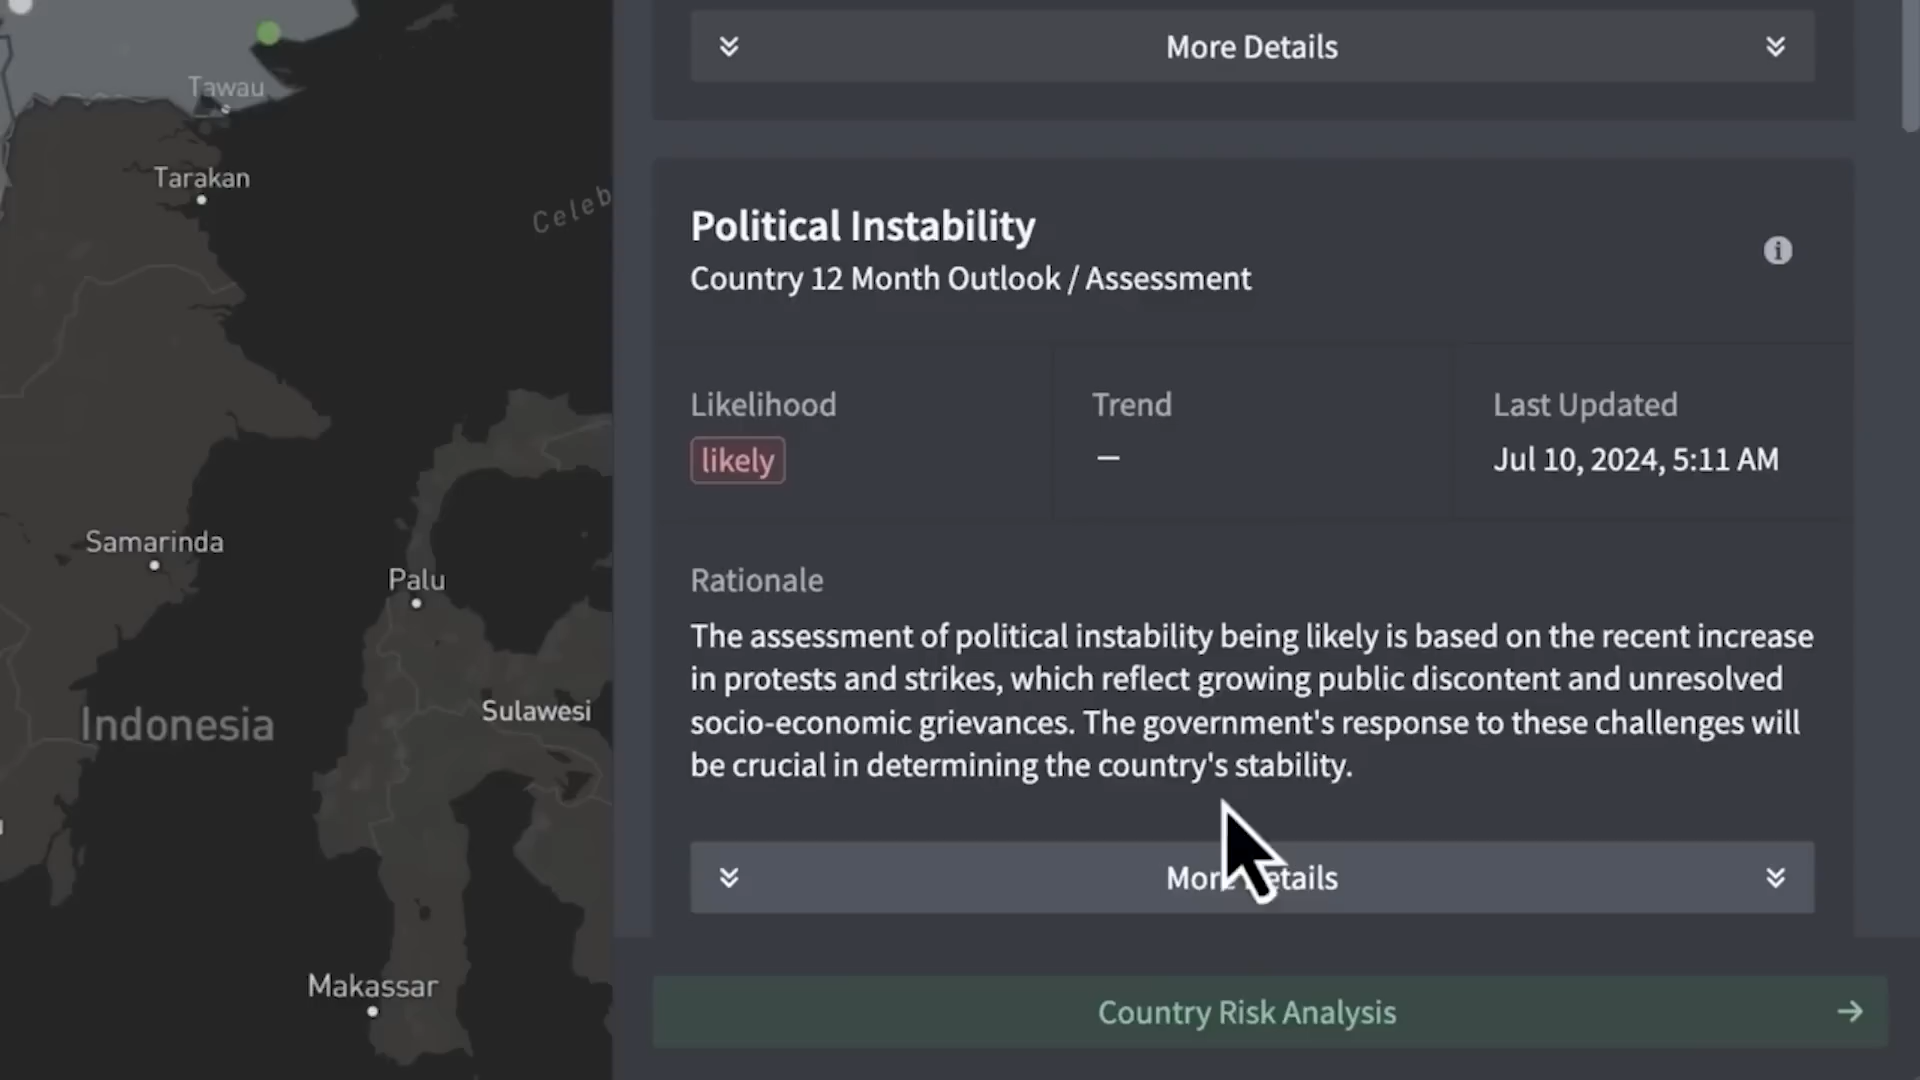 More Details
Tawau
Tarakan
Celeb
Political Instability
Country 12 Month Outlook / Assessment
Likelihood
Trend
Last Updated
likely
—
Jul 10, 2024, 5:11 AM
Samarinda
Palu
Rationale
The assessment of political instability being likely is based on the recent increase
in protests and strikes, which reflect growing public discontent and unresolved
socio-economic grievances. The government's response to these challenges will
be crucial in determining the country's stability.
Sulawesi
Indonesia
More Details
Makassar
Country Risk Analysis